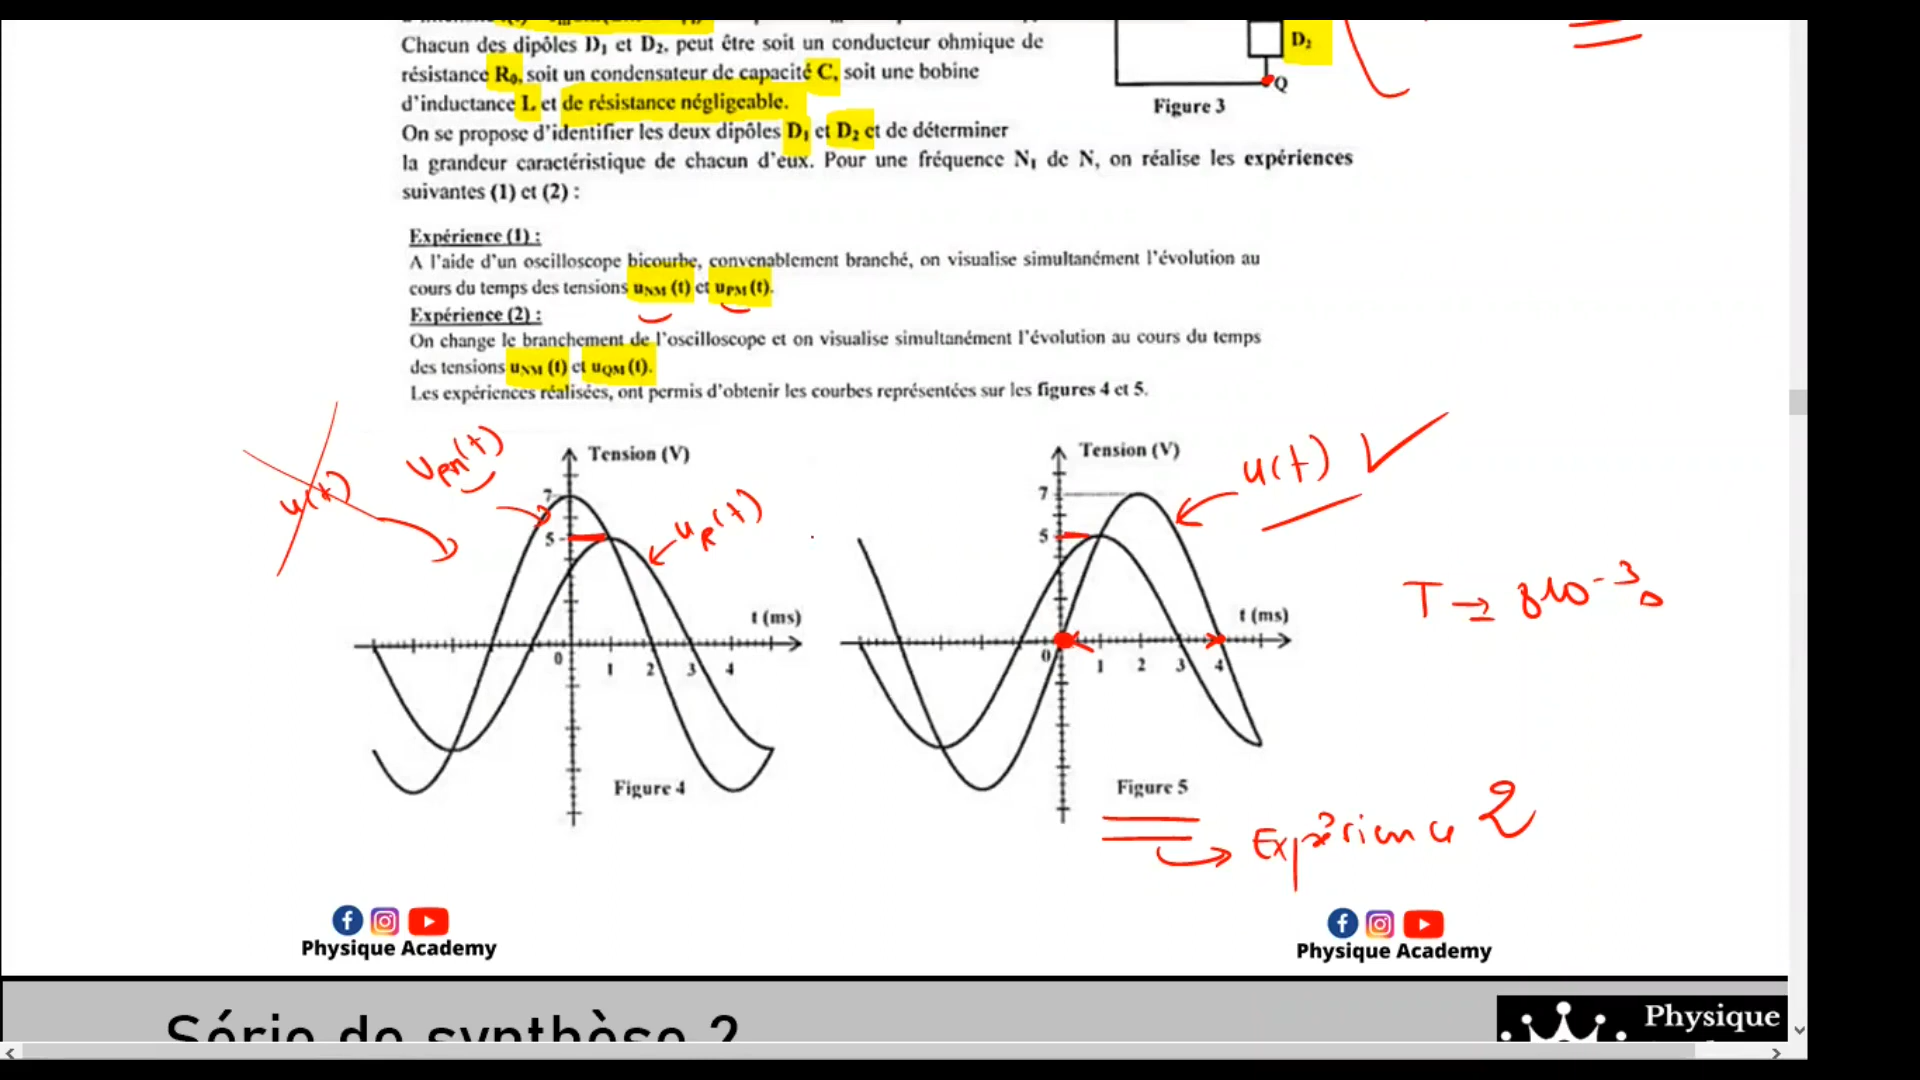 Chacun des dipôles D₁ et D₂, peut être soit un conducteur ohmique de
résistance R₀, soit un condensateur de capacité C, soit une bobine
d'inductance L et de résistance négligeable.
On se propose d'identifier les deux dipôles D₁ et D₂ et de déterminer
la grandeur caractéristique de chacun d'eux. Pour une fréquence N₁ de N, on réalise les expériences
suivantes (1) et (2) :
D₂
Q
Figure 3
Expérience (1) :
A l'aide d'un oscilloscope bicourbe, convenablement branché, on visualise simultanément l'évolution au
cours du temps des tensions uNM (t) et uPM (t).
Expérience (2) :
On change le branchement de l'oscilloscope et on visualise simultanément l'évolution au cours du temps
des tensions uNM (t) et uQM (t).
Les expériences réalisées, ont permis d'obtenir les courbes représentées sur les figures 4 et 5.
u(t)
uPM(t)
Tension (V)
7
5
uR(t)
t (ms)
0
1 2 3 4
Figure 4
Tension (V)
7
5
u(t)
t (ms)
0
1 2 3 4
Figure 5
Expérience 2
Physique Academy
Physique Academy
Série de synthèse 2
Physique